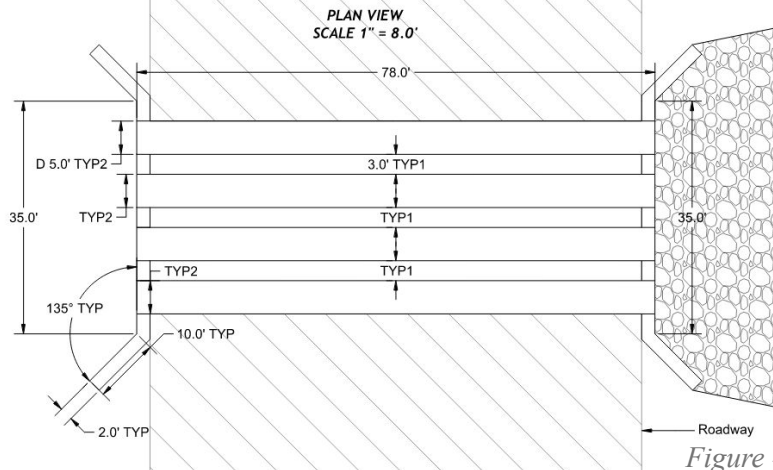 PLAN VIEW
SCALE 1" = 8.0'
78.0'
D 5.0' TYP2
3.0' TYP1
35.0'
TYP2
TYP1
35.0'
TYP2
TYP1
135° TYP
10.0' TYP
2.0' TYP
Roadway
Figure